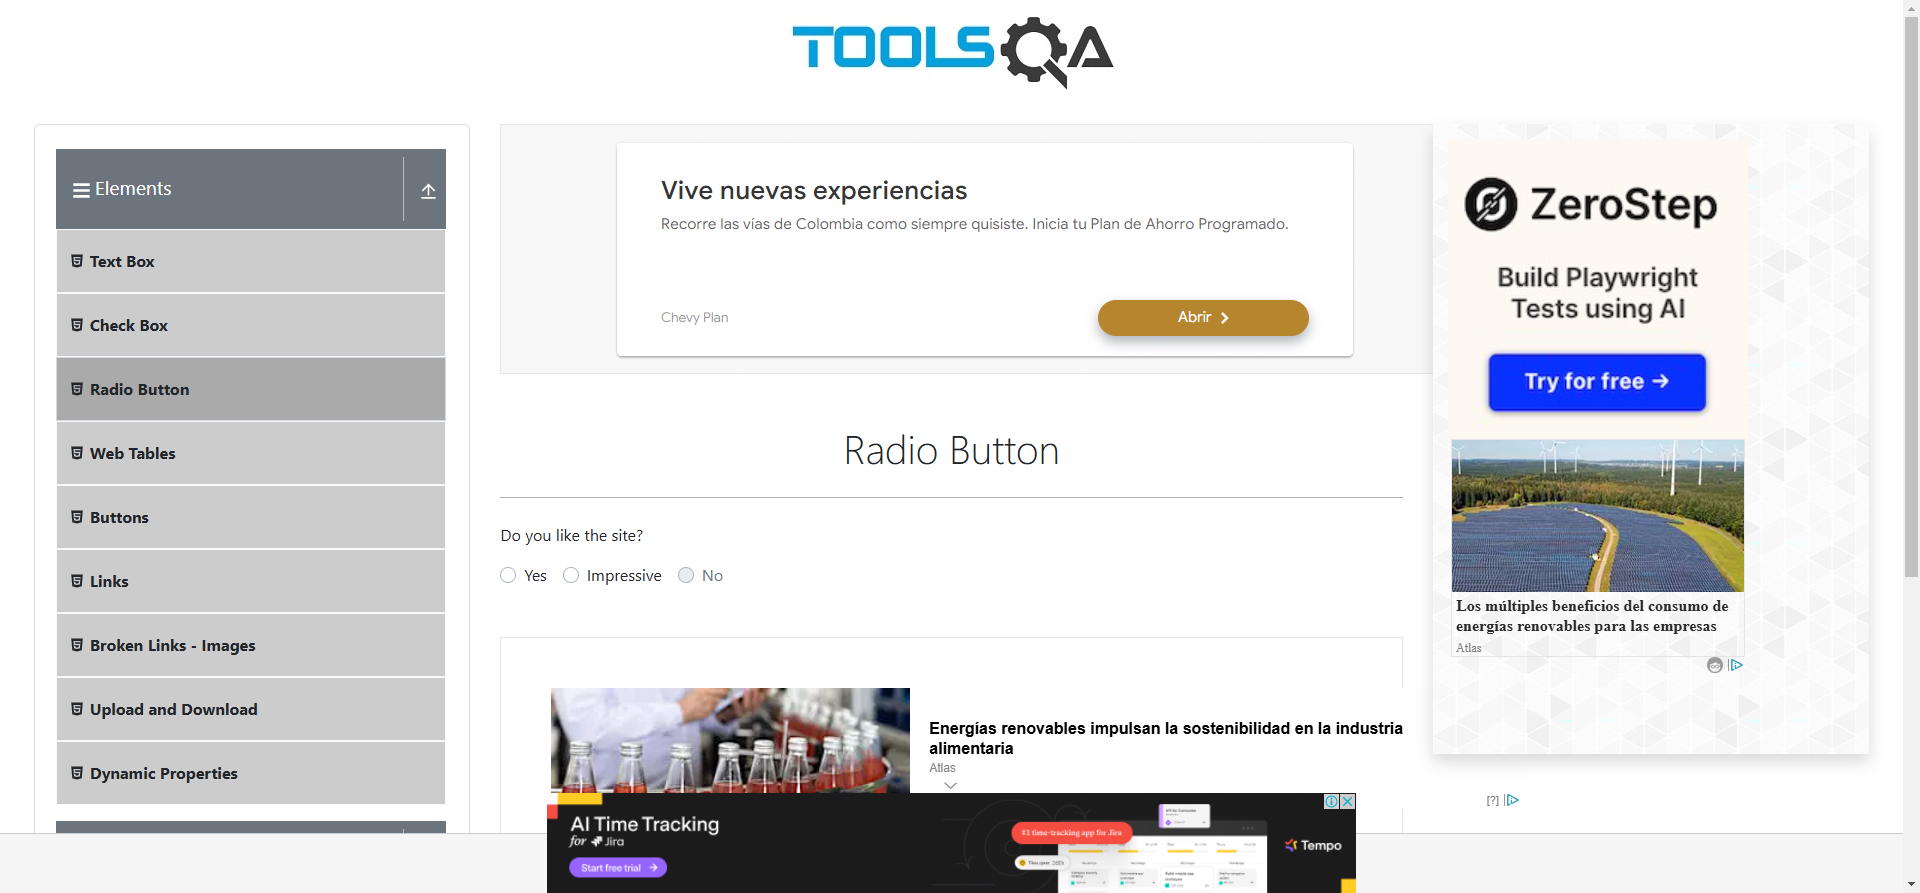 TOOLSQA
Elements
Text Box
Check Box
Radio Button
Web Tables
Buttons
Links
Broken Links - Images
Upload and Download
Dynamic Properties
Vive nuevas experiencias
Recorre las vías de Colombia como siempre quisiste. Inicia tu Plan de Ahorro Programado.
Chevy Plan
Abrir
Radio Button
Do you like the site?
Yes
Impressive
No
Energías renovables impulsan la sostenibilidad en la industria
alimentaria
Atlas
ZeroStep
Build Playwright
Tests using AI
Try for free →
Los múltiples beneficios del consumo de
energías renovables para las empresas
Atlas
[?]
AI Time Tracking
for Jira
Start free trial →
#1 time-tracking app for Jira
Tempo